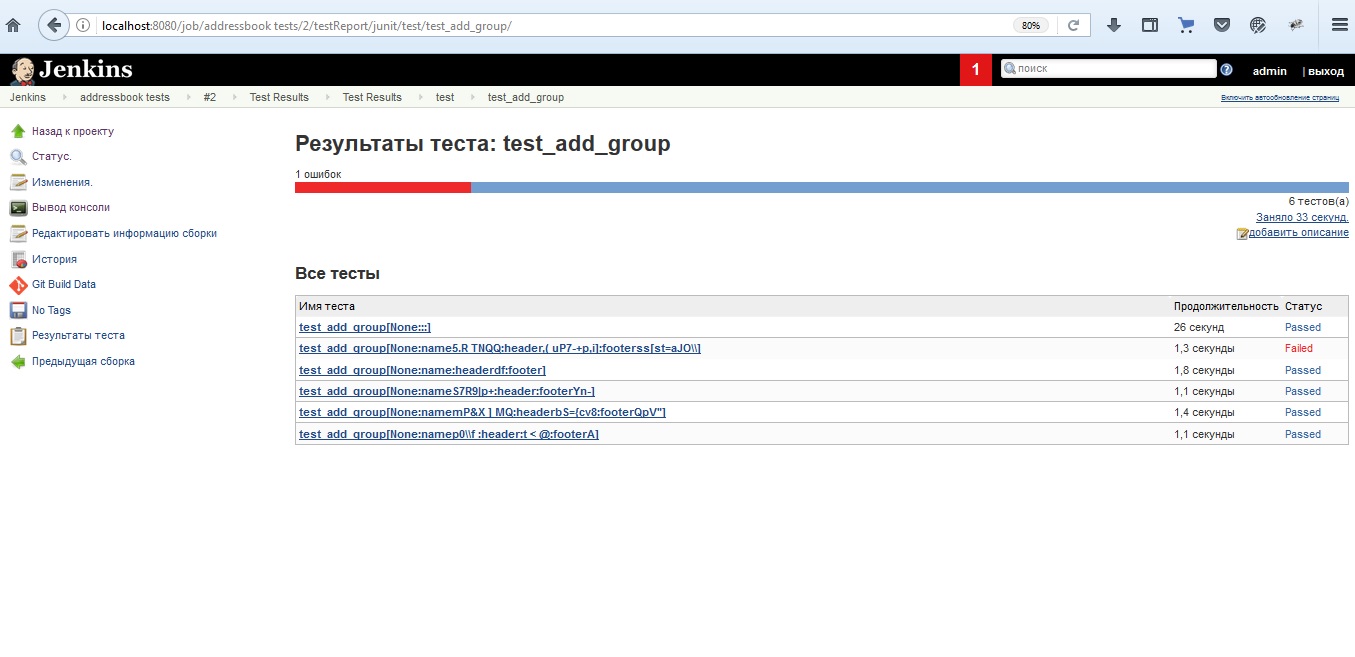 localhost:8080/job/addressbook tests/2/testReport/junit/test/test_add_group/
80%
Jenkins
1
поиск
admin | выход
Jenkins addressbook tests #2 Test Results Test Results test test_add_group
Включить автообновление страниц
Назад к проекту
Статус.
Изменения.
Вывод консоли
Редактировать информацию сборки
История
Git Build Data
No Tags
Результаты теста
Предыдущая сборка
Результаты теста: test_add_group
1 ошибок
6 тестов(а)
Заняло 33 секунд.
добавить описание
Все тесты
Имя теста Продолжительность Статус
test_add_group[None:::] 26 секунд Passed
test_add_group[None:name5.R TNQQ:header,( uP7-+p,i]:footerss[st=aJO\\] 1,3 секунды Failed
test_add_group[None:name:headerdf:footer] 1,8 секунды Passed
test_add_group[None:nameS7R9|p+:header:footerYn-] 1,1 секунды Passed
test_add_group[None:namemP&X ] MQ:headerbS={cv8:footerQpV"] 1,4 секунды Passed
test_add_group[None:namep0\\f :header:t < @:footerA] 1,1 секунды Passed